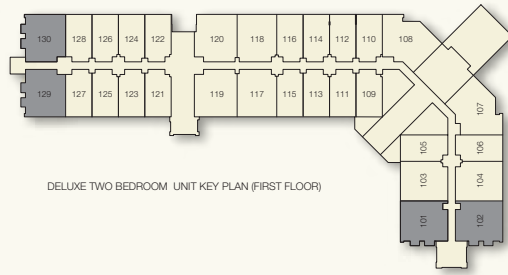 130 128 126 124 122 120 118 116 114 112 110 108
129 127 125 123 121 119 117 115 113 111 109 107
105 106
103 104
101 102
DELUXE TWO BEDROOM UNIT KEY PLAN (FIRST FLOOR)